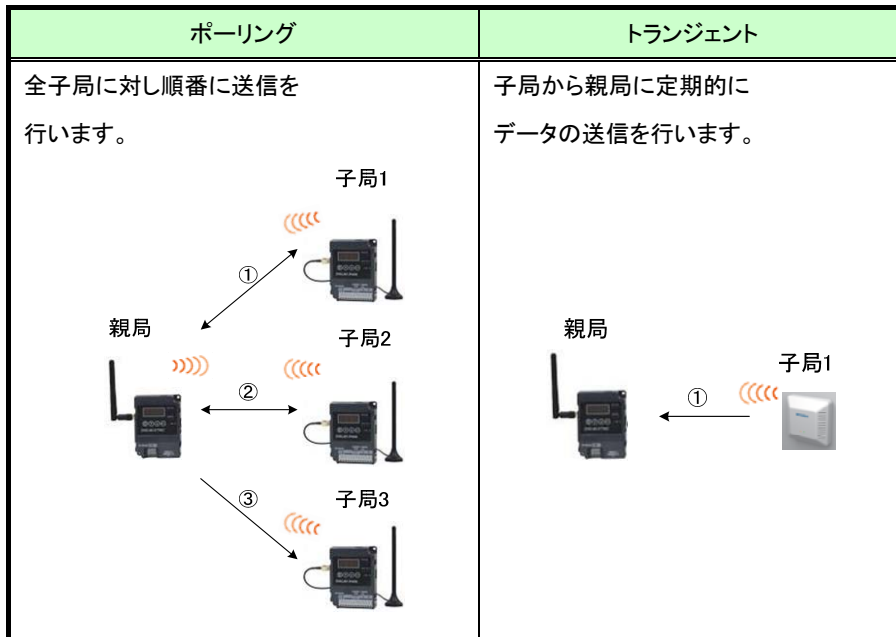 ポーリング
トランジェント
全子局に対し順番に送信を
行います。
子局1
①
親局
子局2
②
③
子局3
子局から親局に定期的に
データの送信を行います。
親局
子局1
①